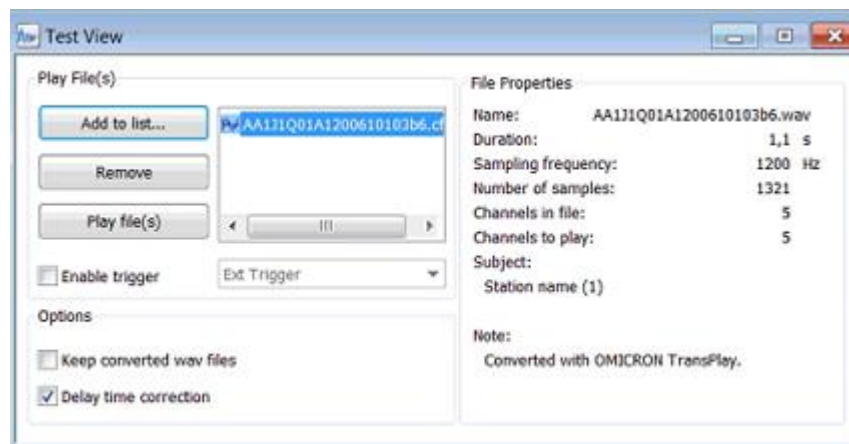 Test View
Play File(s)
Add to list...
AA1J1Q01A1200610103b6.cf
Remove
Play file(s)
Enable trigger
Ext Trigger
Options
Keep converted wav files
Delay time correction
File Properties
Name: AA1J1Q01A1200610103b6.wav
Duration: 1,1 s
Sampling frequency: 1200 Hz
Number of samples: 1321
Channels in file: 5
Channels to play: 5
Subject:
Station name (1)
Note:
Converted with OMICRON TransPlay.